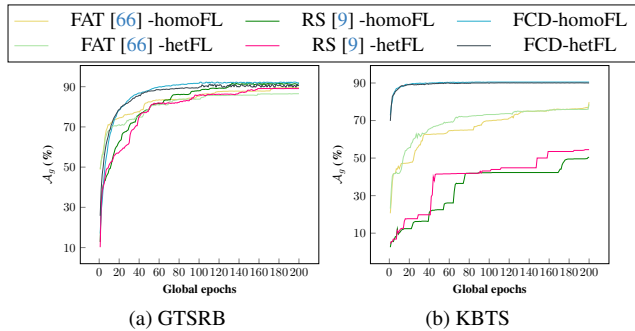 FAT [66] -homoFL RS [9] -homoFL FCD-homoFL
FAT [66] -hetFL RS [9] -hetFL FCD-hetFL
90
70
50
30
10
𝒜g (%)
0 20 40 60 80 100 120 140 160 180 200
Global epochs
(a) GTSRB
90
70
50
30
10
𝒜g (%)
0 20 40 60 80 100 120 140 160 180 200
Global epochs
(b) KBTS